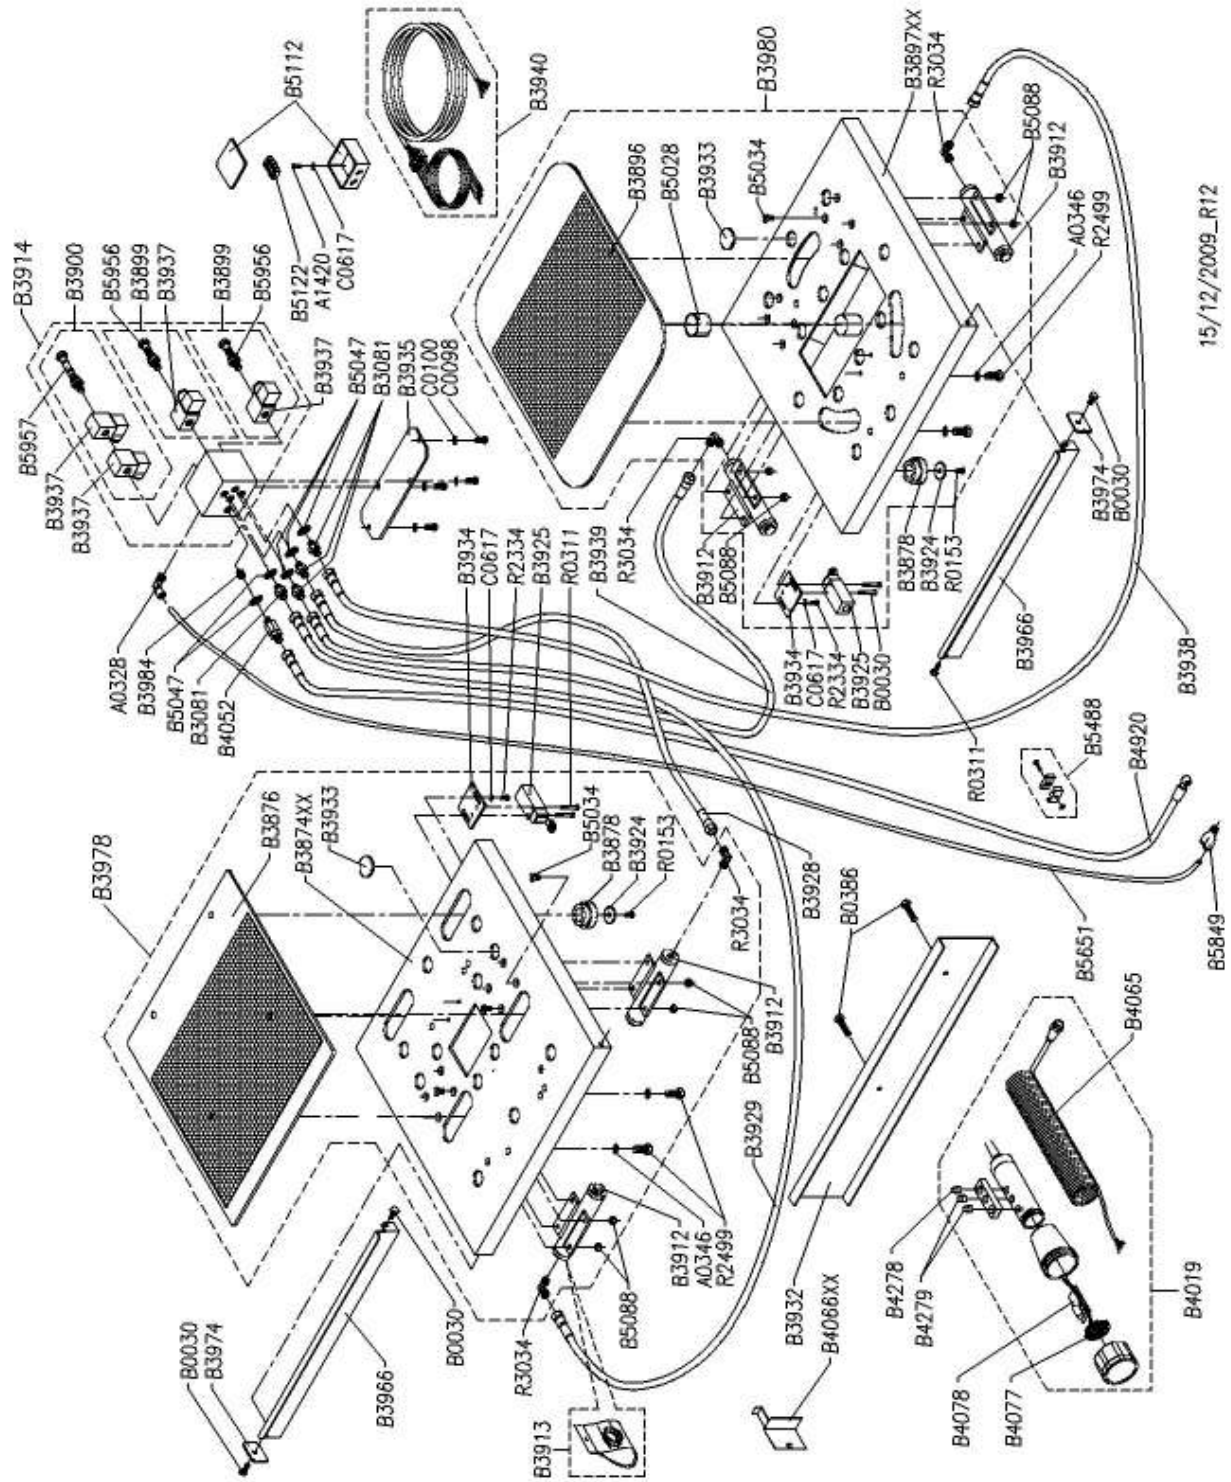 B3978
B3876
B3874XX
B3933
B0030
B3974
B3966
B0030
R3034
B3913
B5088
B3912
A0346
R2499
B3929
B5088
B3912
R3034
B3928
B3934
C0617
R2334
B3925
R0311
B5034
B3878
B3924
R0153
A0328
B3984
B5047
B3081
B4052
B3914
B3900
B5956
B3899
B3937
B3899
B5956
B5957
B3937
B3937
B3937
B5047
B3081
B3935
C0100
C0098
B5112
B5122
A1420
C0617
B3940
B3980
B3896
B5028
B3933
B5034
B3897XX
R3034
B5088
B3912
A0346
R2499
B3939
R3034
B3912
B5088
B3934
C0617
R2334
B3925
B0030
B3878
B3924
R0153
B3974
B0030
B3966
R0311
B3938
B5488
B4920
B5849
B5651
B0386
B3932
B4066XX
B4278
B4279
B4078
B4077
B4065
B4019
15/12/2009_R12